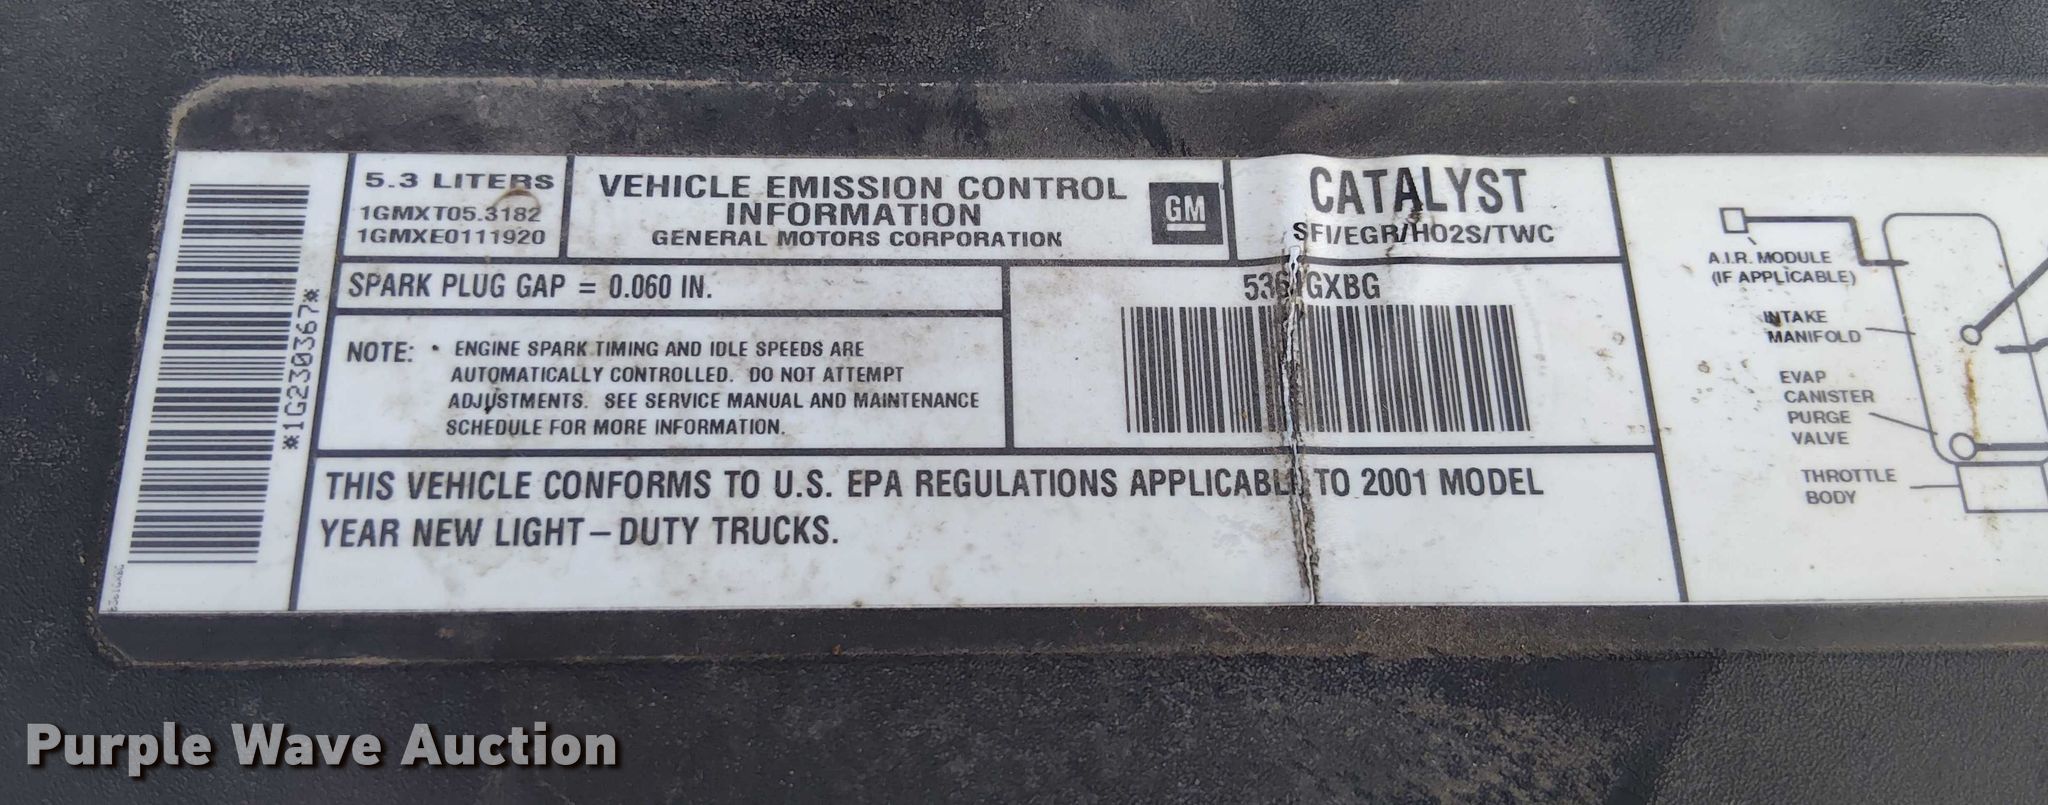 *1G2303367*
5.3 LITERS
1GMXT05.3182
1GMXE0111920
VEHICLE EMISSION CONTROL
INFORMATION
GENERAL MOTORS CORPORATION
GM
CATALYST
SFI/EGR/HO2S/TWC
SPARK PLUG GAP = 0.060 IN.
NOTE: • ENGINE SPARK TIMING AND IDLE SPEEDS ARE
AUTOMATICALLY CONTROLLED. DO NOT ATTEMPT
ADJUSTMENTS. SEE SERVICE MANUAL AND MAINTENANCE
SCHEDULE FOR MORE INFORMATION.
THIS VEHICLE CONFORMS TO U.S. EPA REGULATIONS APPLICABLE TO 2001 MODEL
YEAR NEW LIGHT-DUTY TRUCKS.
A.I.R. MODULE
(IF APPLICABLE)
INTAKE
MANIFOLD
EVAP
CANISTER
PURGE
VALVE
THROTTLE
BODY
Purple Wave Auction